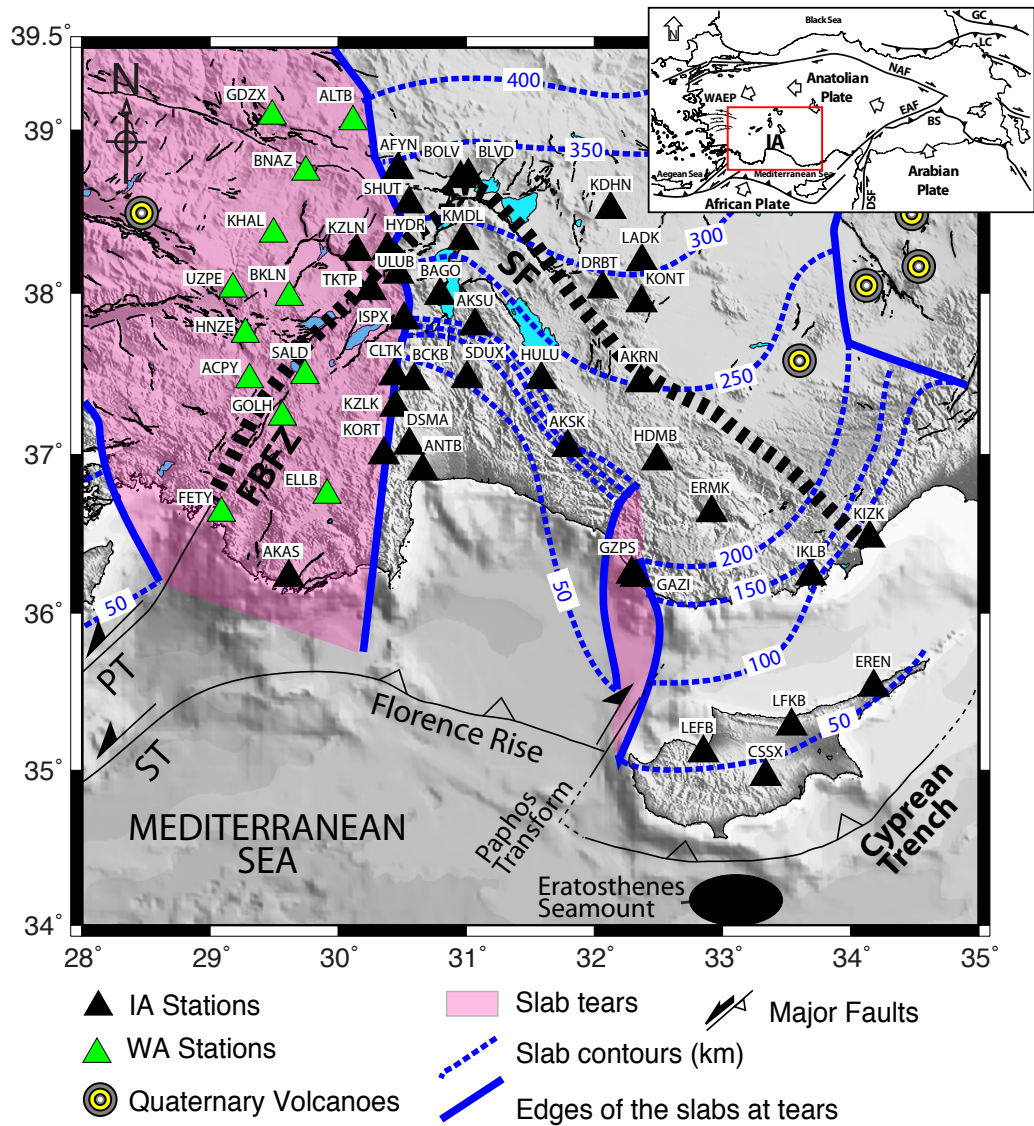 39.5°
39°
38°
37°
36°
35°
34°
28°
29°
30°
31°
32°
33°
34°
35°
N
N
Black Sea
GC
LC
NAF
WAEP
Anatolian
Plate
EAF
BS
IA
Aegean Sea
Mediterranean Sea
Arabian
Plate
African Plate
DSF
400
350
300
250
200
150
100
50
50
50
GDZX
ALTB
BNAZ
AFYN
BOLV
BLVD
SHUT
KDHN
KHAL
KZLN
HYDR
KMDL
LADK
ULUB
DRBT
UZPE
BKLN
TKTP
BAGO
KONT
SF
HNZE
ISPX
AKSU
SALD
CLTK
BCKB
SDUX
HULU
AKRN
ACPY
GOLH
KZLK
DSMA
AKSK
KORT
ANTB
HDMB
FBFZ
ELLB
ERMK
FETY
KIZK
AKAS
GZPS
IKLB
GAZI
EREN
LFKB
LEFB
CSSX
PT
ST
Florence Rise
Paphos
Transform
Cyprean
Trench
MEDITERRANEAN
SEA
Eratosthenes
Seamount
IA Stations
WA Stations
Quaternary Volcanoes
Slab tears
Slab contours (km)
Edges of the slabs at tears
Major Faults